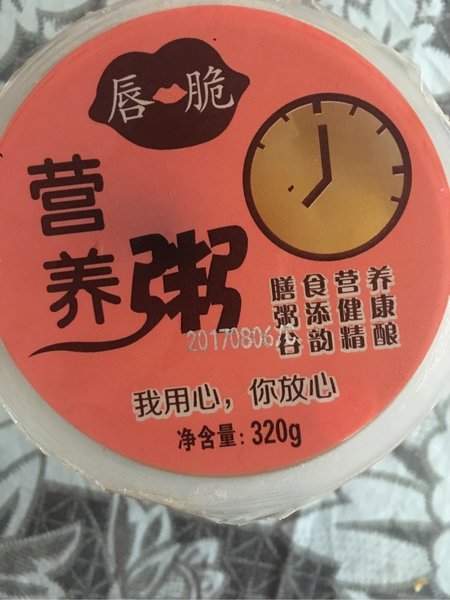 唇脆
营养粥
膳食营养
粥添健康
谷韵精酿
我用心，你放心
净含量：320g